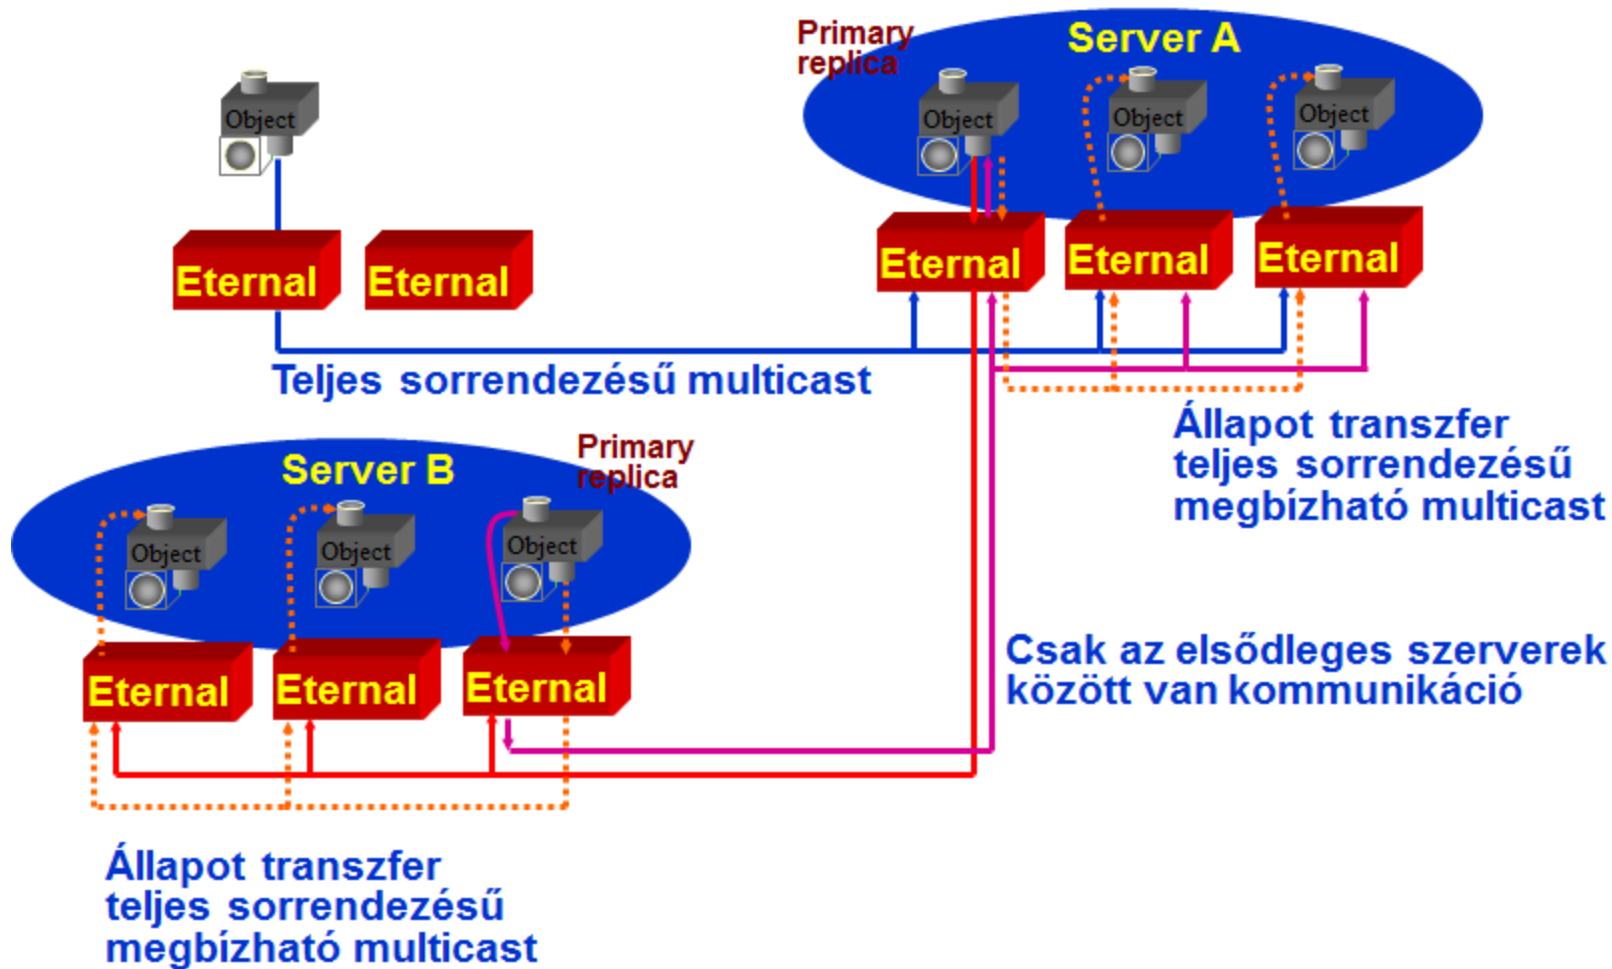 Primary
replica
Server A
Object
Object
Object
Object
Eternal
Eternal
Eternal
Eternal
Eternal
Teljes sorrendezésű multicast
Állapot transzfer
teljes sorrendezésű
megbízható multicast
Primary
replica
Server B
Object
Object
Object
Eternal
Eternal
Eternal
Csak az elsődleges szerverek
között van kommunikáció
Állapot transzfer
teljes sorrendezésű
megbízható multicast